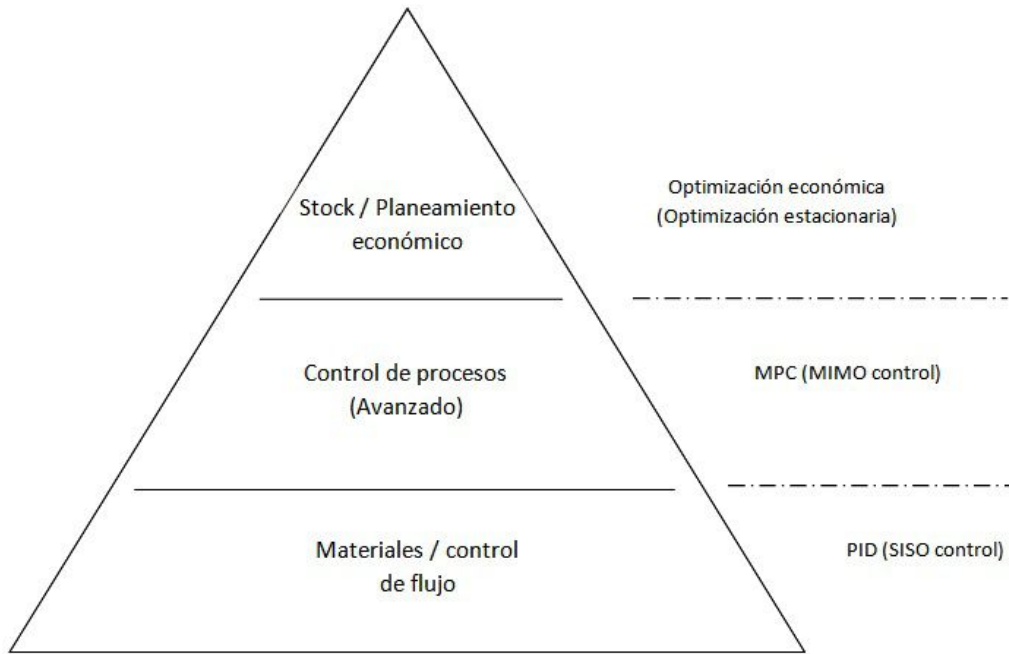 Stock / Planeamiento
económico
Optimización económica
(Optimización estacionaria)
Control de procesos
(Avanzado)
MPC (MIMO control)
Materiales / control
de flujo
PID (SISO control)